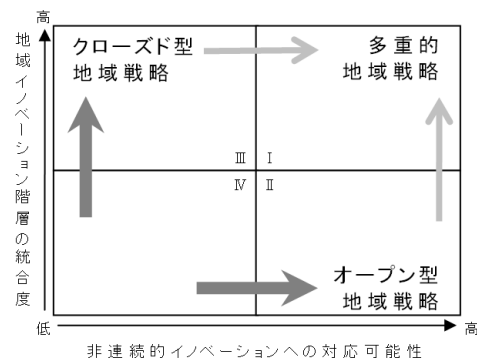 高
地域イノベーション階層の統合度
低
クローズド型
地域戦略
多重的
地域戦略
Ⅲ
Ⅰ
Ⅳ
Ⅱ
オープン型
地域戦略
高
非連続的イノベーションへの対応可能性